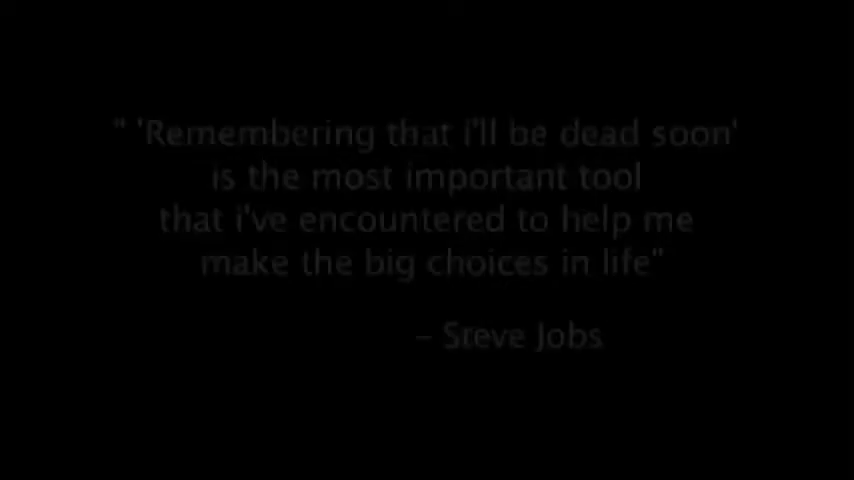 " 'Remembering that i'll be dead soon'
is the most important tool
that i've encountered to help me
make the big choices in life"
– Steve Jobs